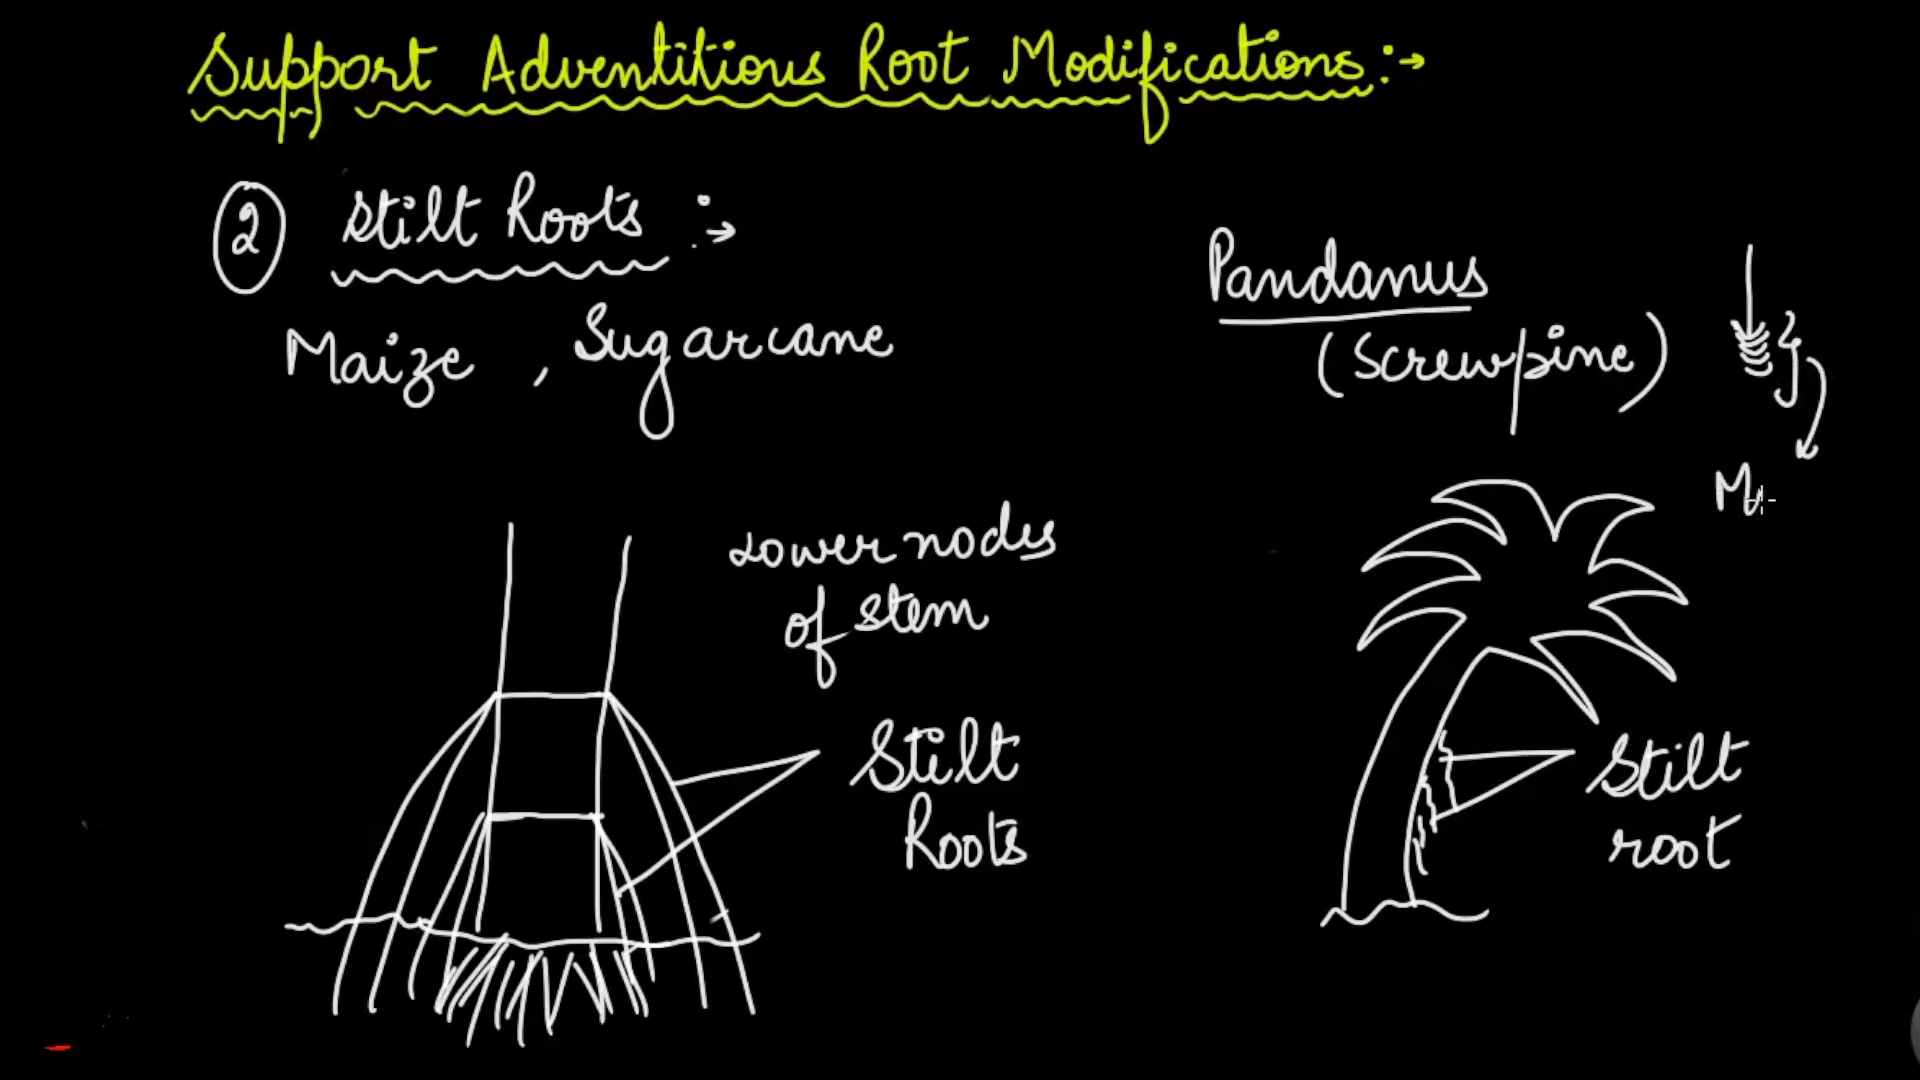 Support Adventitious Root Modifications :→
② Stilt Roots :→
Maize , Sugarcane
Pandanus
(Screwpine)
M
Lower nodes
of stem
Stilt
Roots
Stilt
root